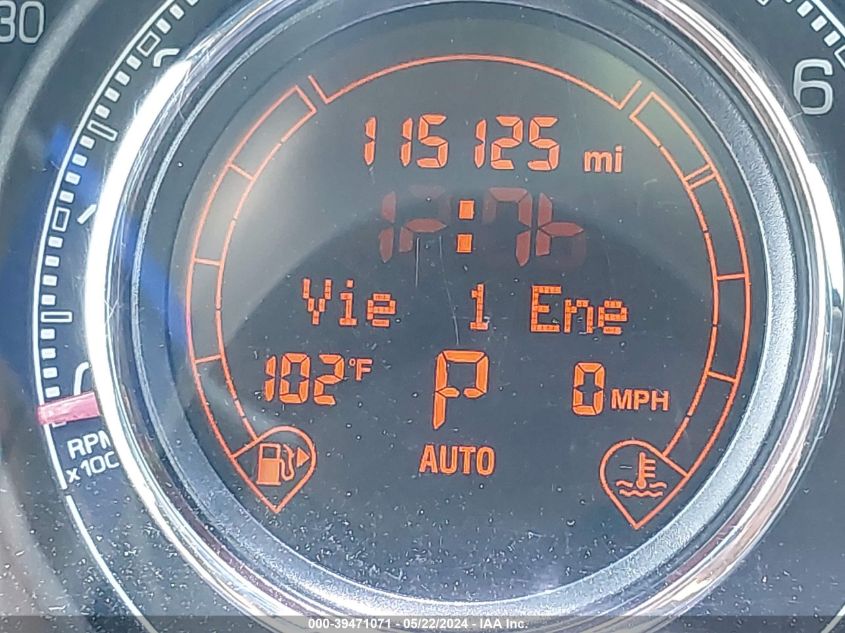 30
6
115125 mi
Vie 1 Ene
102°F P 0 MPH
AUTO
RPM
x100
000-39471071 - 05/22/2024 - IAA Inc.